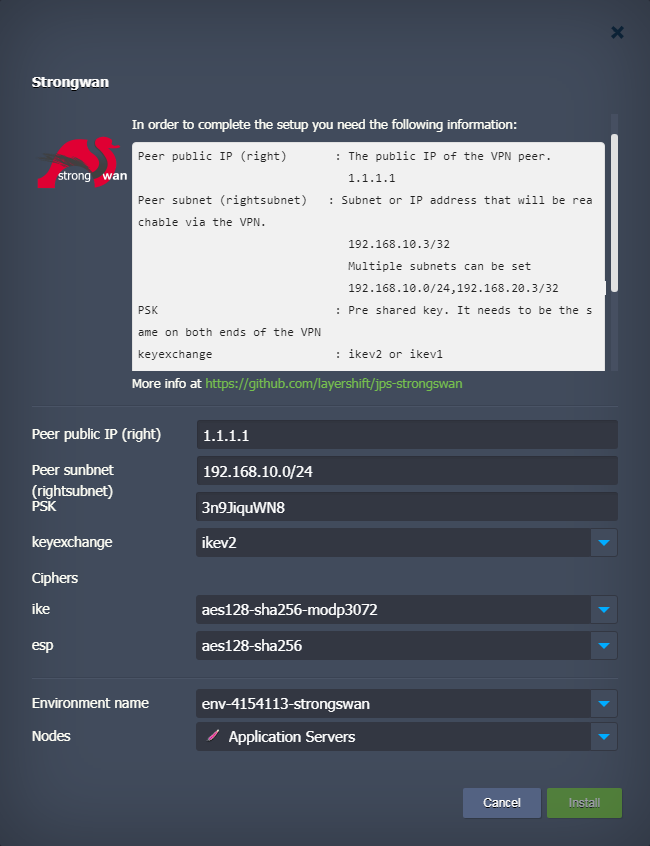 Strongwan
In order to complete the setup you need the following information:
strong wan
Peer public IP (right) : The public IP of the VPN peer.
1.1.1.1
Peer subnet (rightsubnet) : Subnet or IP address that will be rea
chable via the VPN.
192.168.10.3/32
Multiple subnets can be set
192.168.10.0/24,192.168.20.3/32
PSK : Pre shared key. It needs to be the s
ame on both ends of the VPN
keyexchange : ikev2 or ikev1
More info at https://github.com/layershift/jps-strongswan
Peer public IP (right) 1.1.1.1
Peer sunbnet 192.168.10.0/24
(rightsubnet)
PSK 3n9JiquWN8
keyexchange ikev2
Ciphers
ike aes128-sha256-modp3072
esp aes128-sha256
Environment name env-4154113-strongswan
Nodes Application Servers
Cancel Install